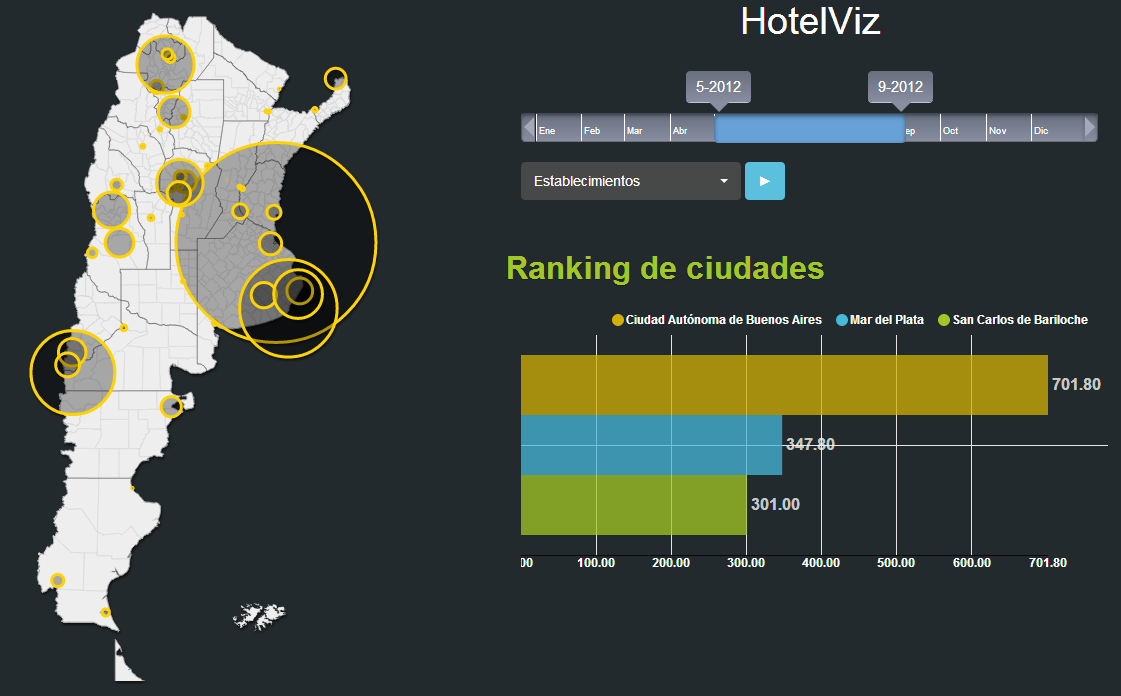 HotelViz
5-2012 9-2012
Ene Feb Mar Abr ep Oct Nov Dic
Establecimientos
Ranking de ciudades
Ciudad Autónoma de Buenos Aires Mar del Plata San Carlos de Bariloche
701.80
347.80
301.00
00 100.00 200.00 300.00 400.00 500.00 600.00 701.80